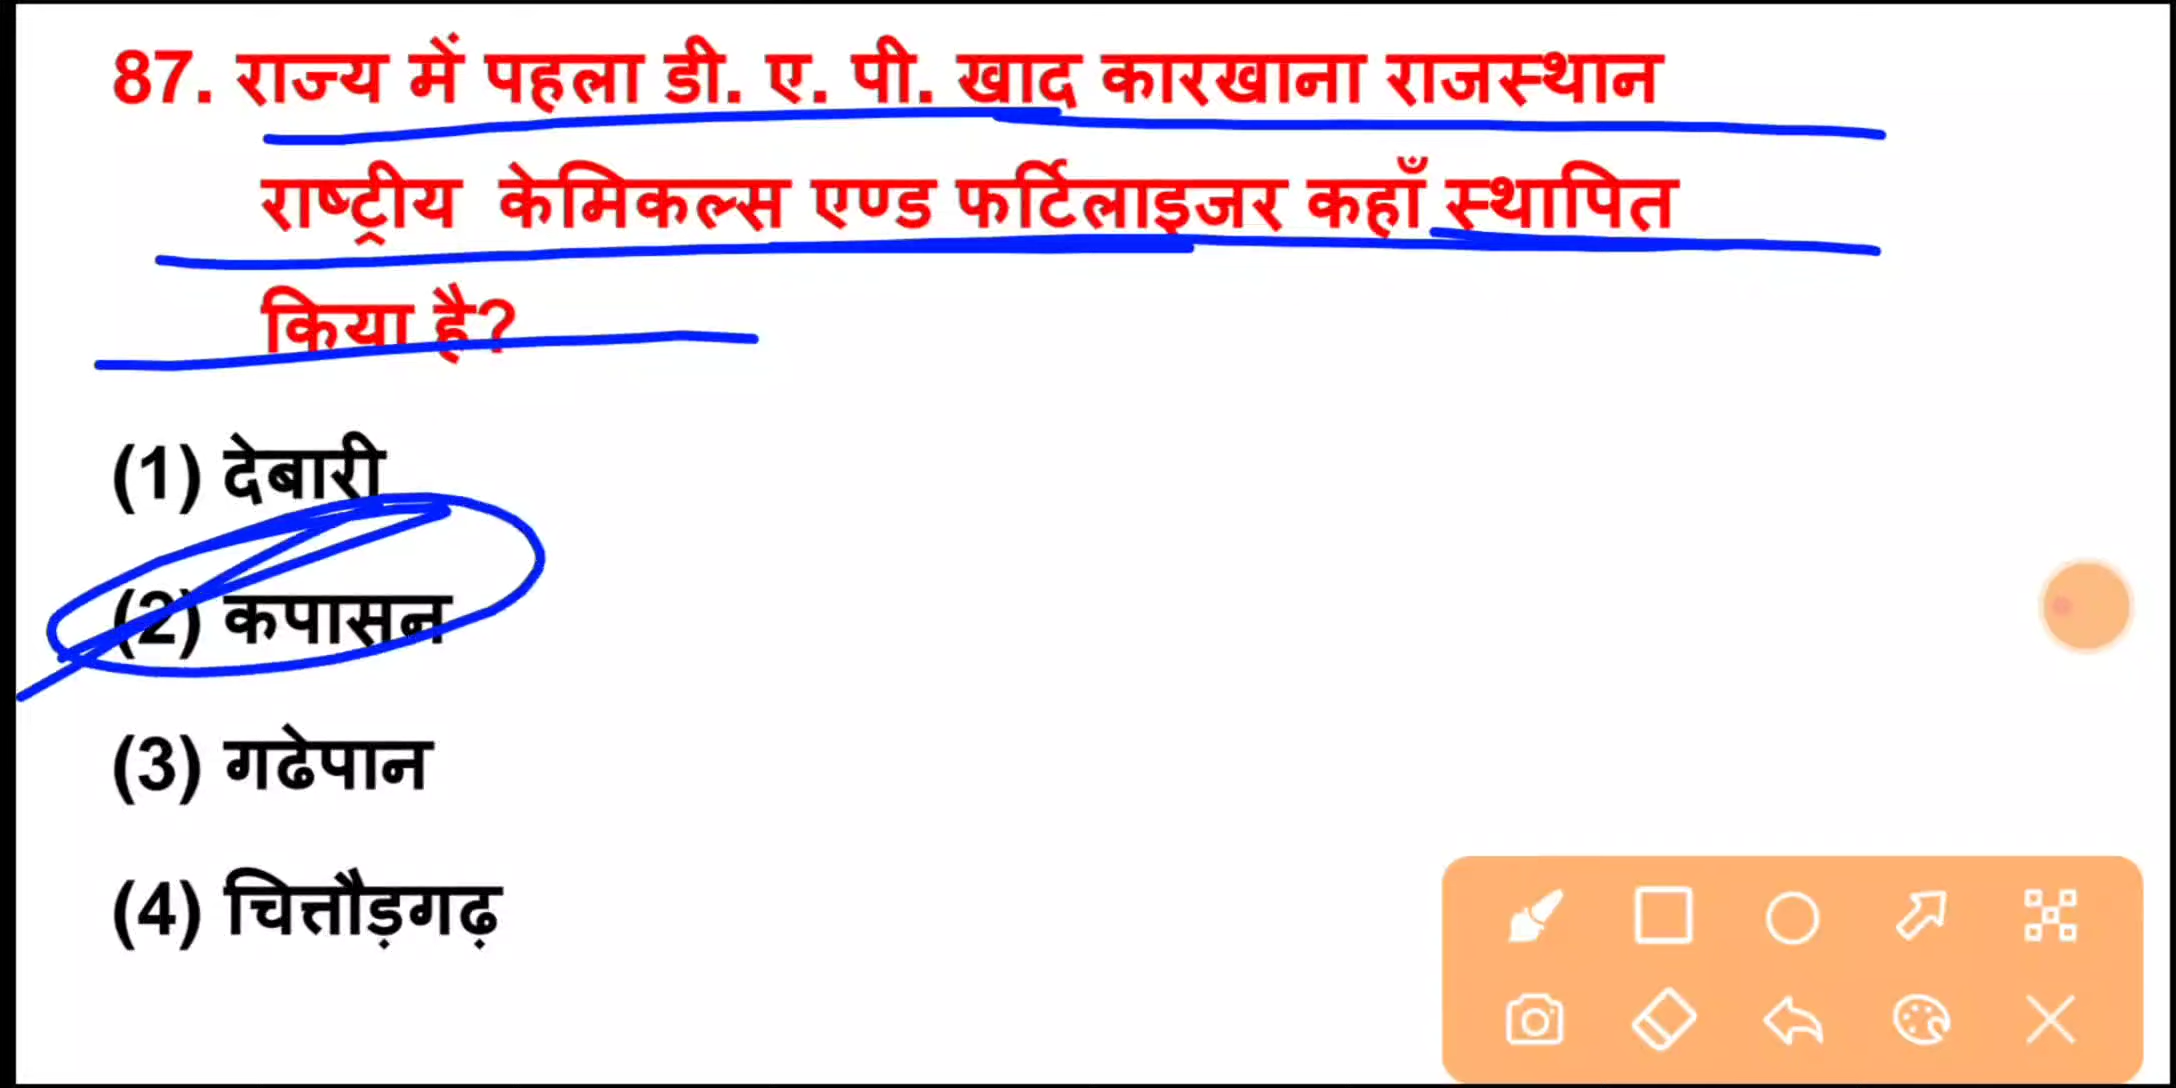 87. राज्य में पहला डी. ए. पी. खाद कारखाना राजस्थान
राष्ट्रीय केमिकल्स एण्ड फर्टिलाइजर कहाँ स्थापित
किया है?
(1) देबारी
(2) कपासन
(3) गढेपान
(4) चित्तौड़गढ़